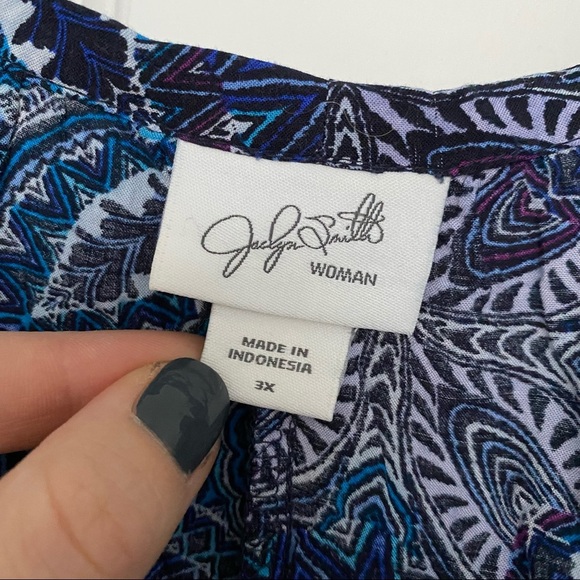 Jaclyn Smith
WOMAN
MADE IN
INDONESIA
3X